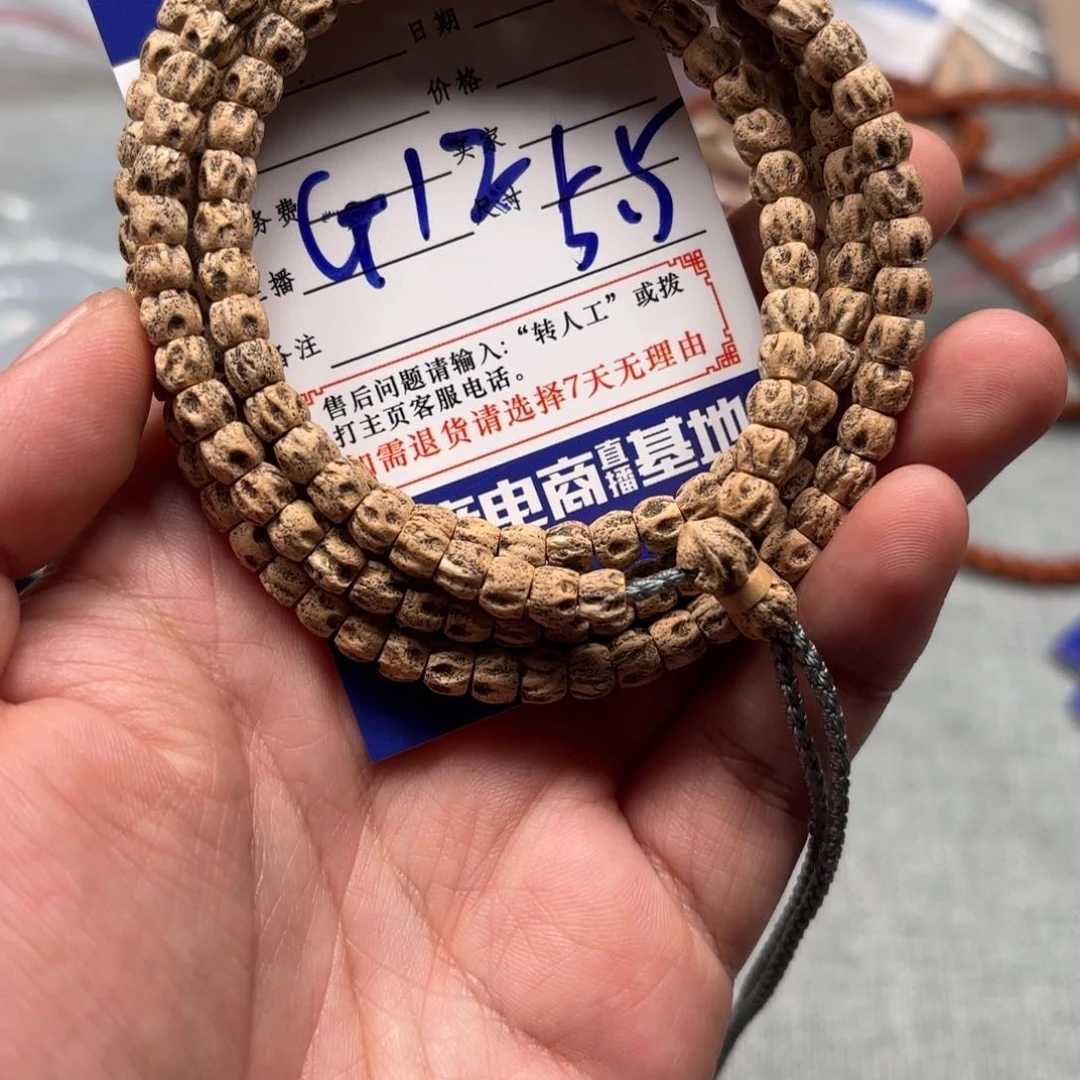 日期
价格
买家
务费
尺寸
G12 55
播
注
售后问题请输入:“转人工”或拨
打主页客服电话。
需退货请选择7天无理由
电商直播基地